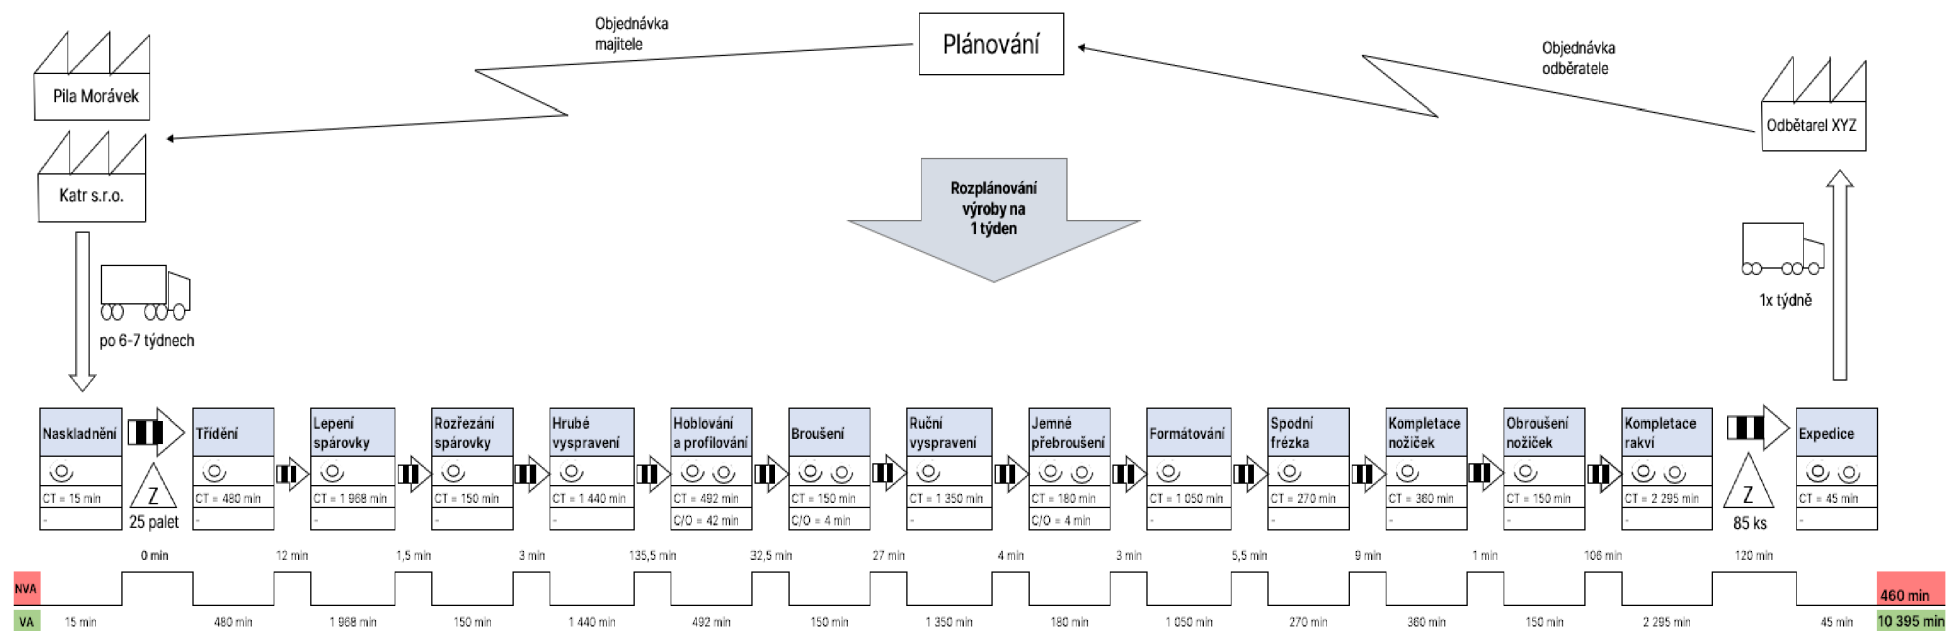 Objednávka
majitele
Plánování
Objednávka
odběratele
Pila Morávek
Odbětarel XYZ
Katr s.r.o.
Rozplánování
výroby na
1 týden
po 6-7 týdnech
1x týdně
Naskladnění
CT = 15 min
-
Z
25 palet
Třídění
CT = 480 min
-
Lepení
spárovky
CT = 1 968 min
-
Rozřezání
spárovky
CT = 150 min
-
Hrubé
vyspravení
CT = 1 440 min
-
Hoblování
a profilování
CT = 492 min
C/O = 42 min
Broušení
CT = 150 min
C/O = 4 min
Ruční
vyspravení
CT = 1 350 min
-
Jemné
přebroušení
CT = 180 min
C/O = 4 min
Formátování
CT = 1 050 min
-
Spodní
frézka
CT = 270 min
-
Kompletace
nožiček
CT = 360 min
-
Obroušení
nožiček
CT = 150 min
-
Kompletace
rakví
CT = 2 295 min
-
Z
85 ks
Expedice
CT = 45 min
-
0 min 12 min 1,5 min 3 min 135,5 min 32,5 min 27 min 4 min 3 min 5,5 min 9 min 1 min 106 min 120 min
NVA 460 min
VA 15 min 480 min 1 968 min 150 min 1 440 min 492 min 150 min 1 350 min 180 min 1 050 min 270 min 360 min 150 min 2 295 min 45 min 10 395 min